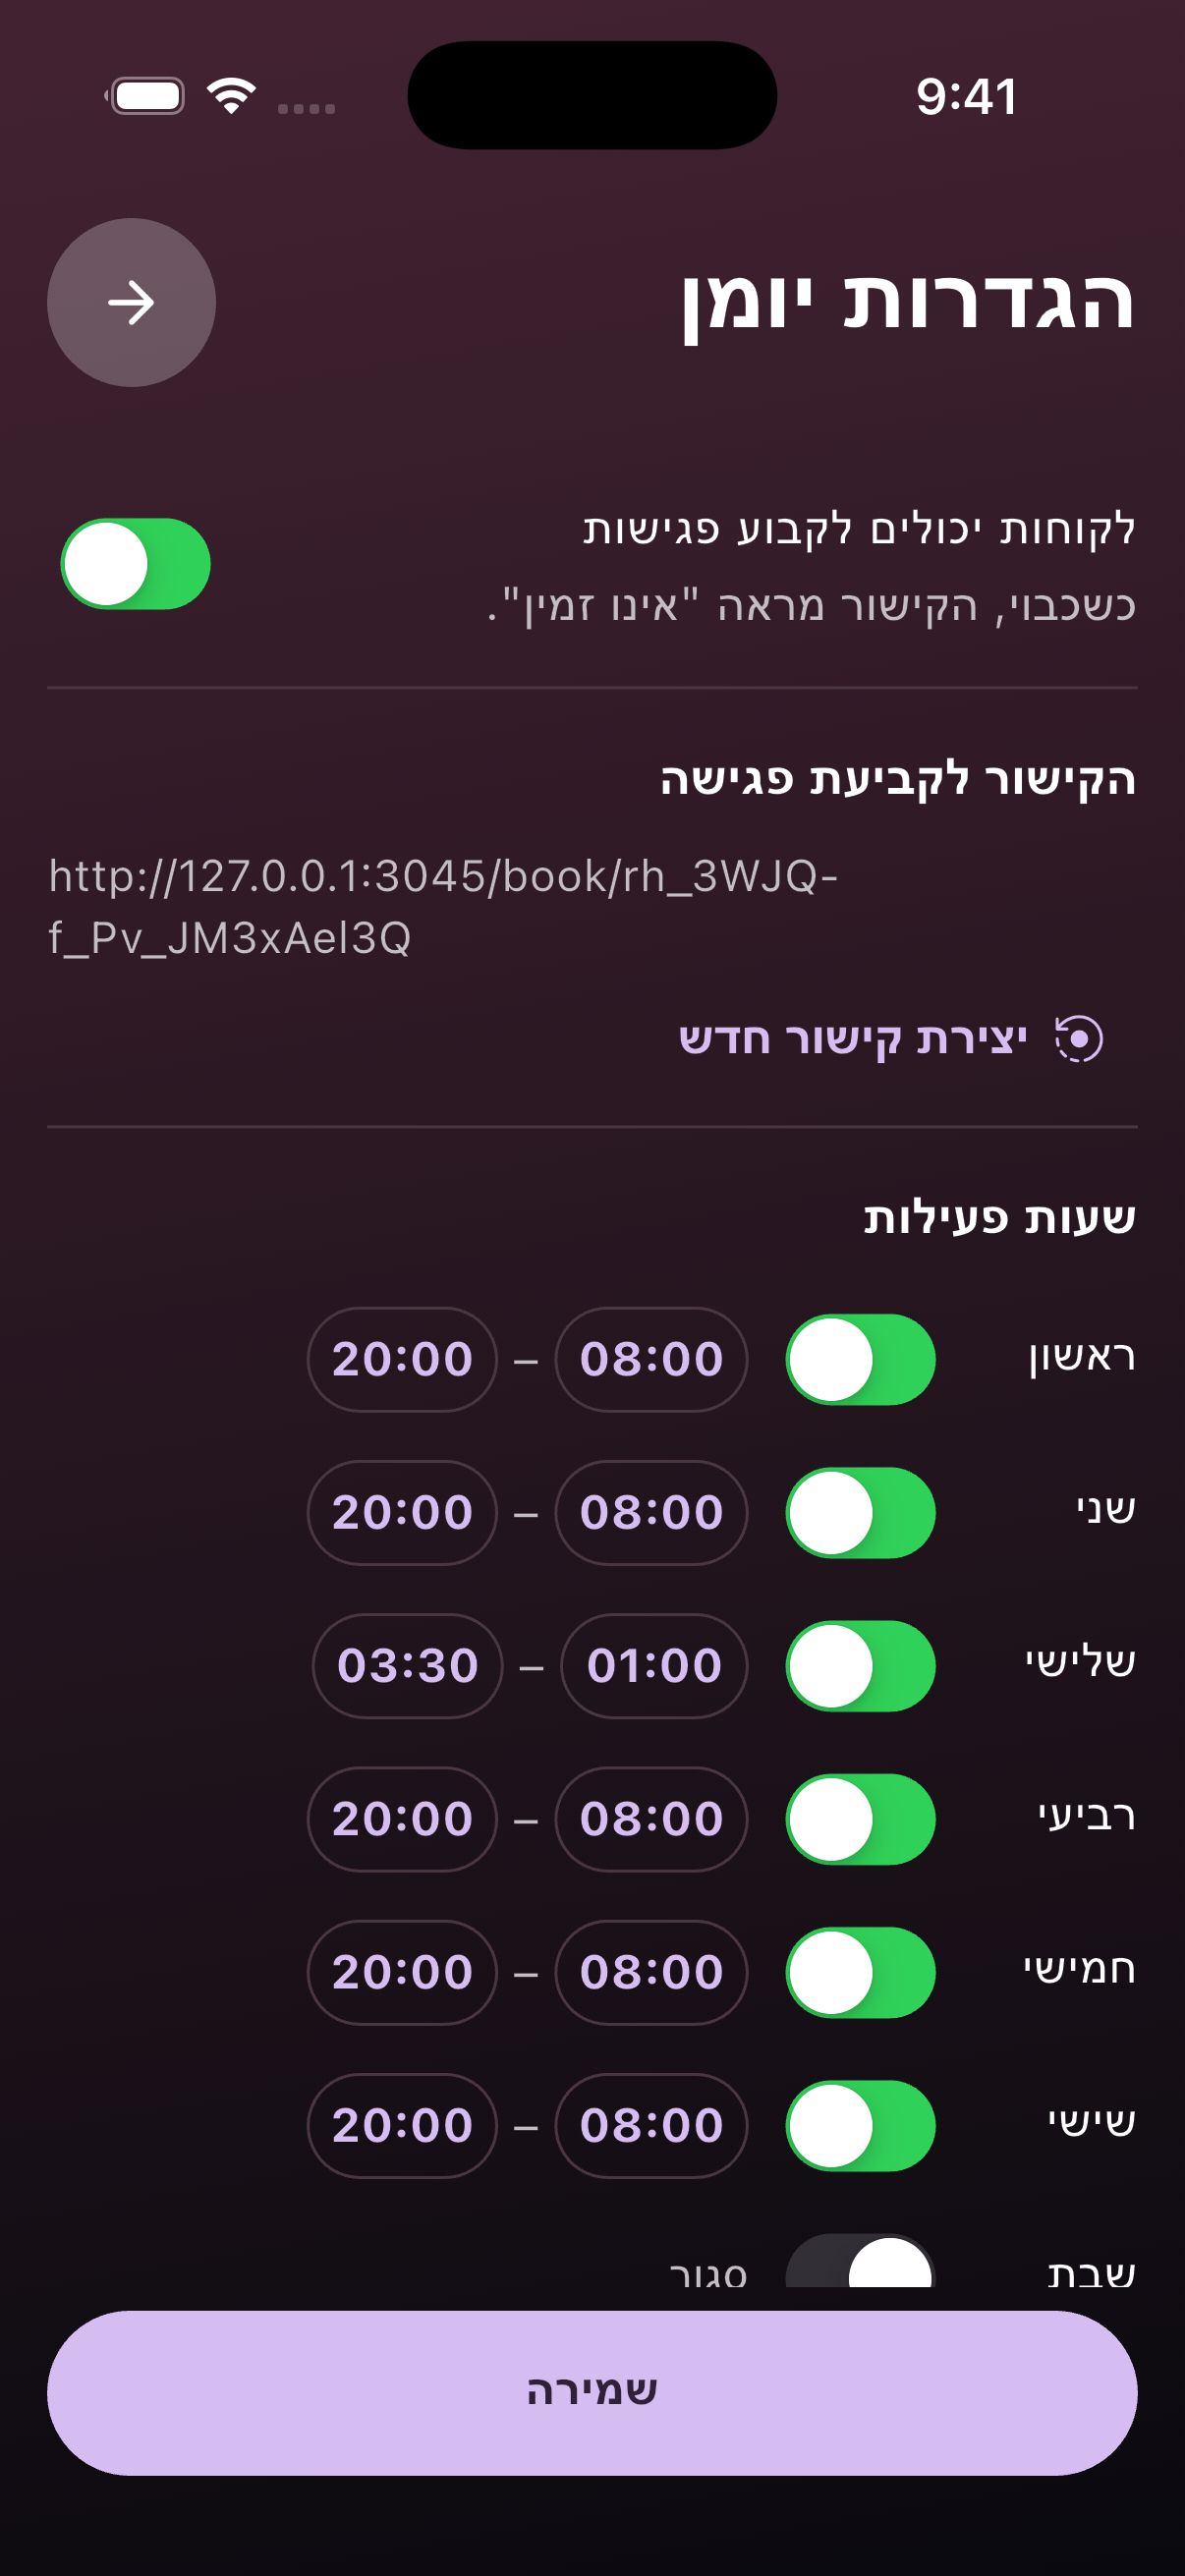 9:41
הגדרות יומן
לקוחות יכולים לקבוע פגישות
כשכבוי, הקישור מראה "אינו זמין".
הקישור לקביעת פגישה
http://127.0.0.1:3045/book/rh_3WJQ-
f_Pv_JM3xAel3Q
יצירת קישור חדש
שעות פעילות
ראשון 08:00 – 20:00
שני 08:00 – 20:00
שלישי 01:00 – 03:30
רביעי 08:00 – 20:00
חמישי 08:00 – 20:00
שישי 08:00 – 20:00
שבת סגור
שמירה